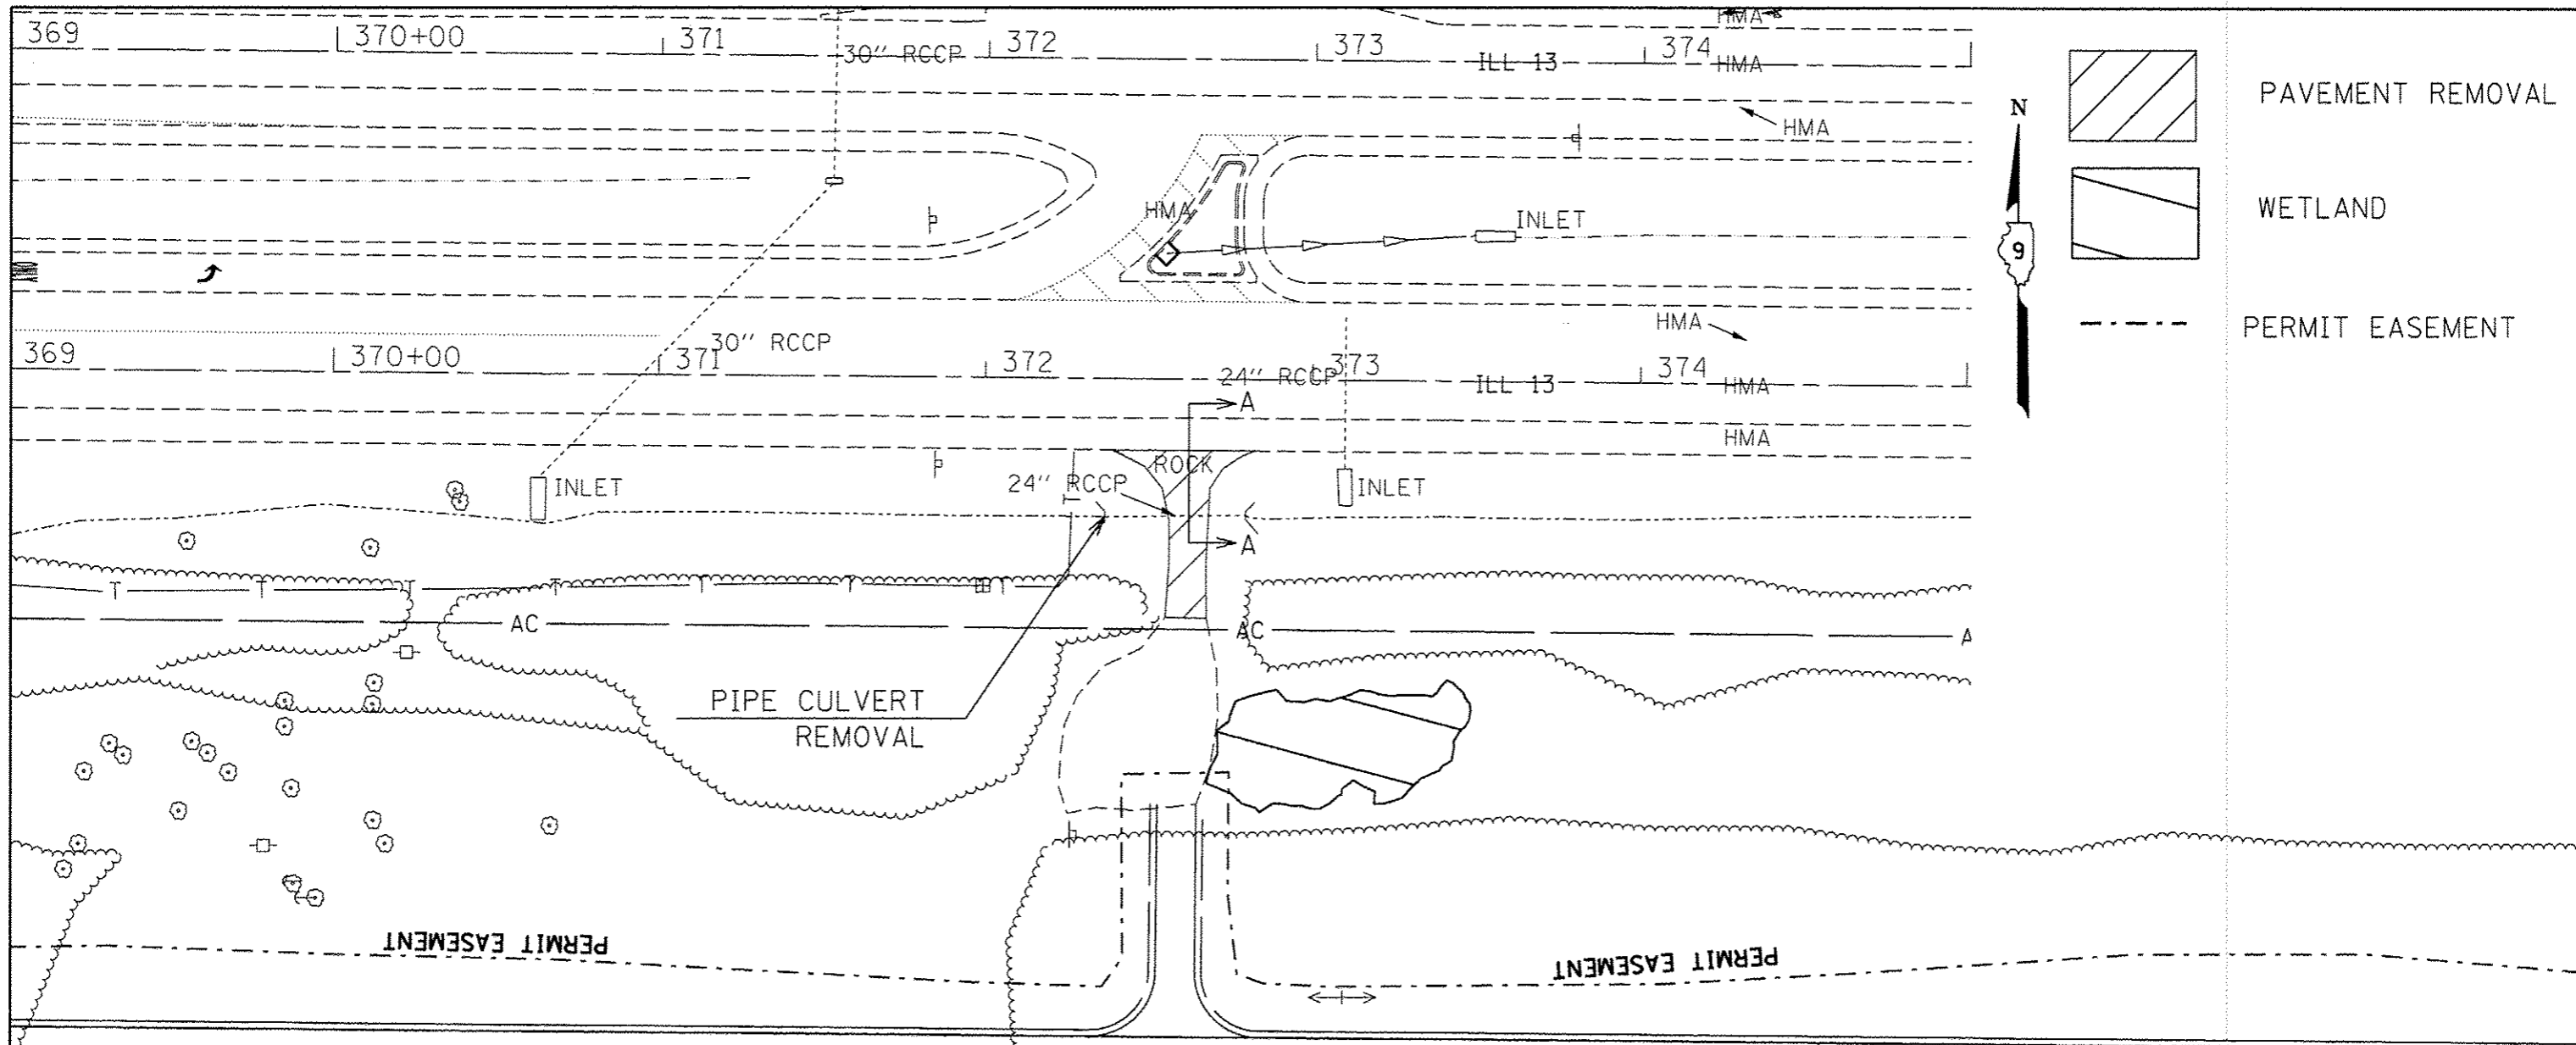 369
370+00
371
372
373
374
30" RCCP
ILL 13
HMA
HMA
HMA
HMA
INLET
N
9
PAVEMENT REMOVAL
WETLAND
PERMIT EASEMENT
369
370+00
371
372
373
374
30" RCCP
24" RCCP
ILL 13
HMA
HMA
A
HMA
INLET
24" RCCP
ROCK
INLET
A
T T T T T T T
AC
AC
A
PIPE CULVERT
REMOVAL
PERMIT EASEMENT
PERMIT EASEMENT